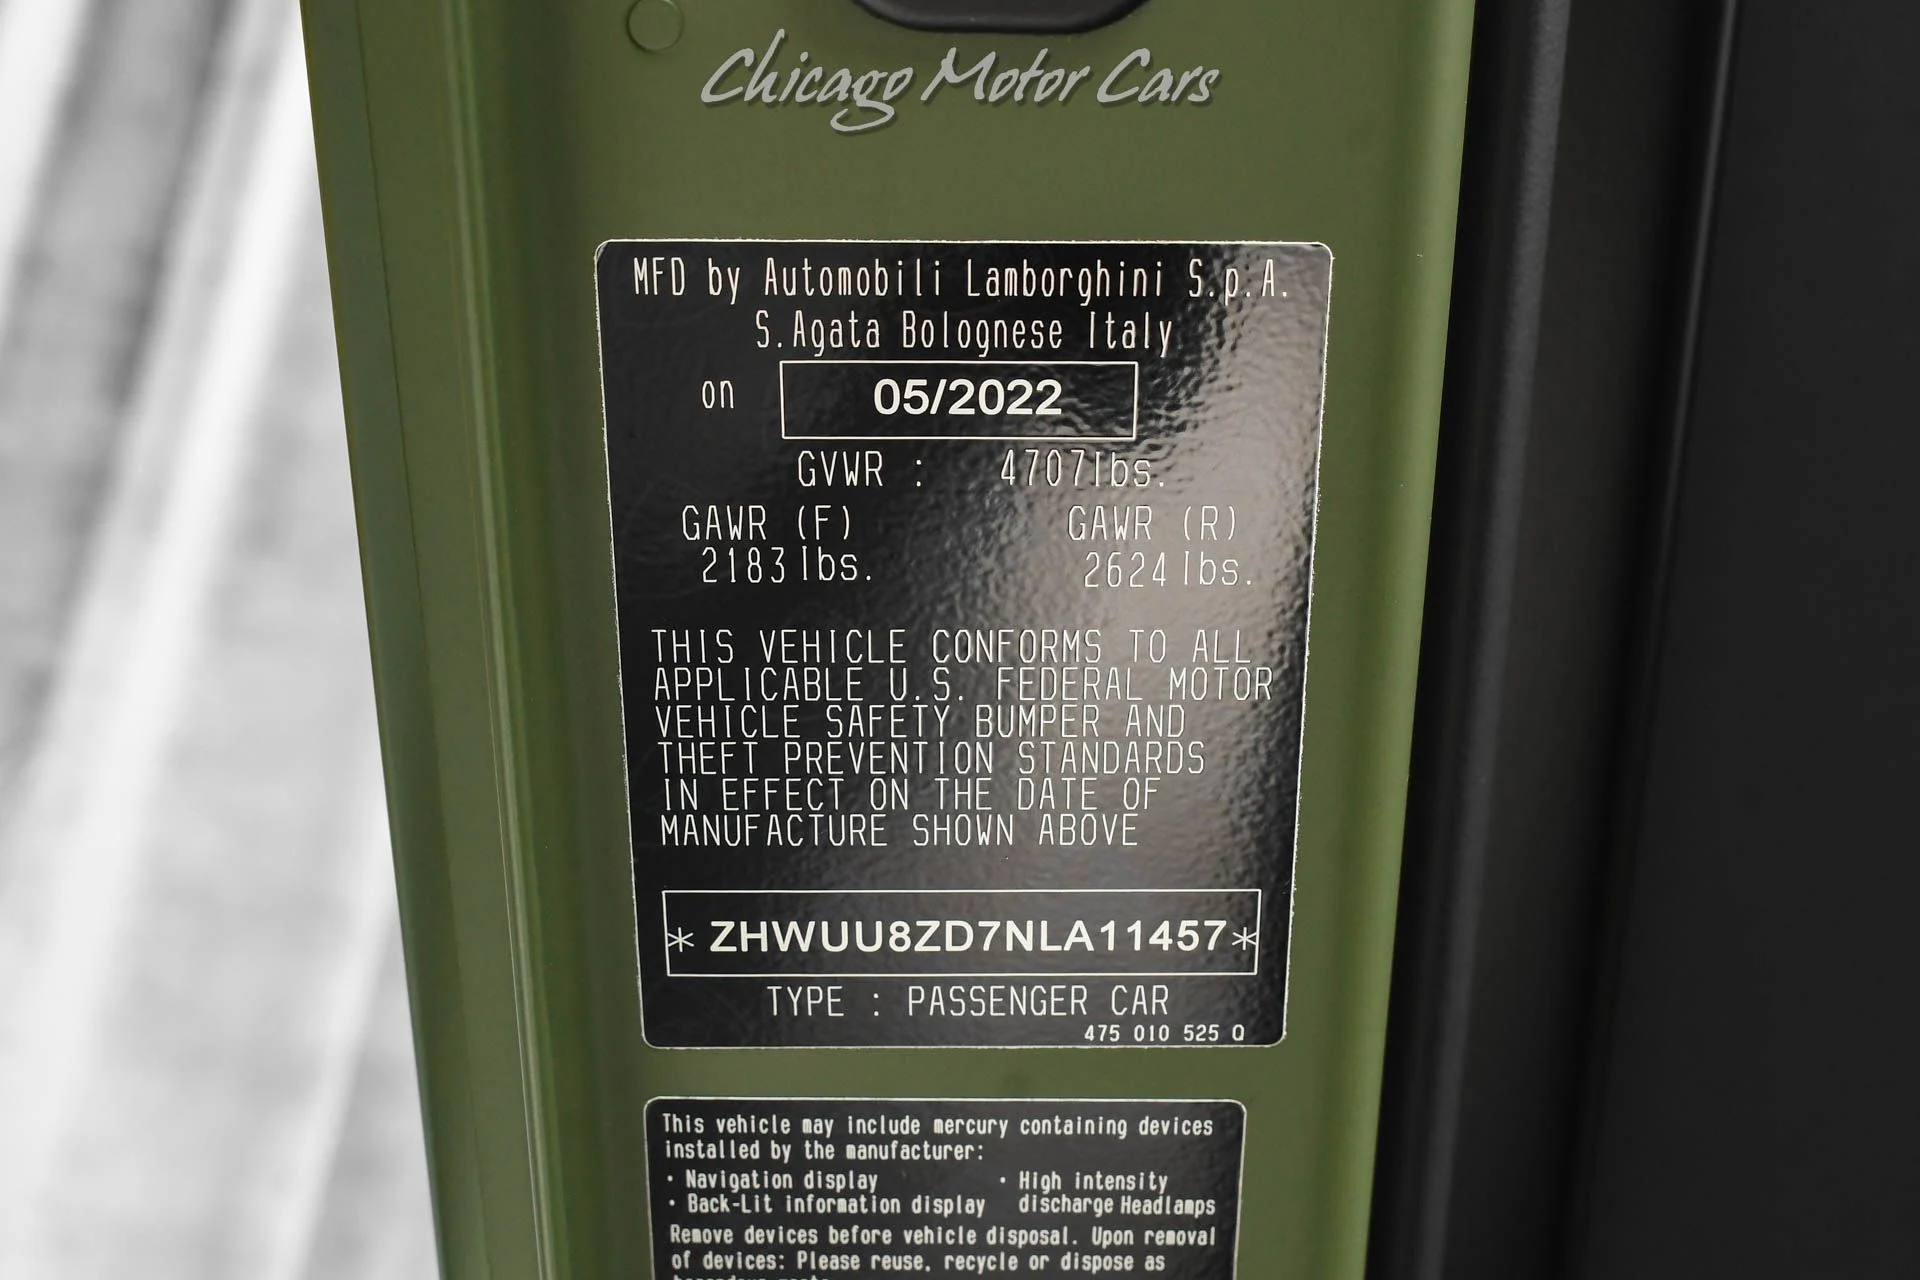 Chicago Motor Cars
MFD by Automobili Lamborghini S.p.A.
S.Agata Bolognese Italy
on 05/2022
GVWR : 4707lbs.
GAWR (F) GAWR (R)
2183lbs. 2624lbs.
THIS VEHICLE CONFORMS TO ALL
APPLICABLE U.S. FEDERAL MOTOR
VEHICLE SAFETY BUMPER AND
THEFT PREVENTION STANDARDS
IN EFFECT ON THE DATE OF
MANUFACTURE SHOWN ABOVE
* ZHWUU8ZD7NLA11457 *
TYPE : PASSENGER CAR
475 010 525 Q
This vehicle may include mercury containing devices
installed by the manufacturer:
· Navigation display · High intensity
· Back-Lit information display discharge Headlamps
Remove devices before vehicle disposal. Upon removal
of devices: Please reuse, recycle or dispose as